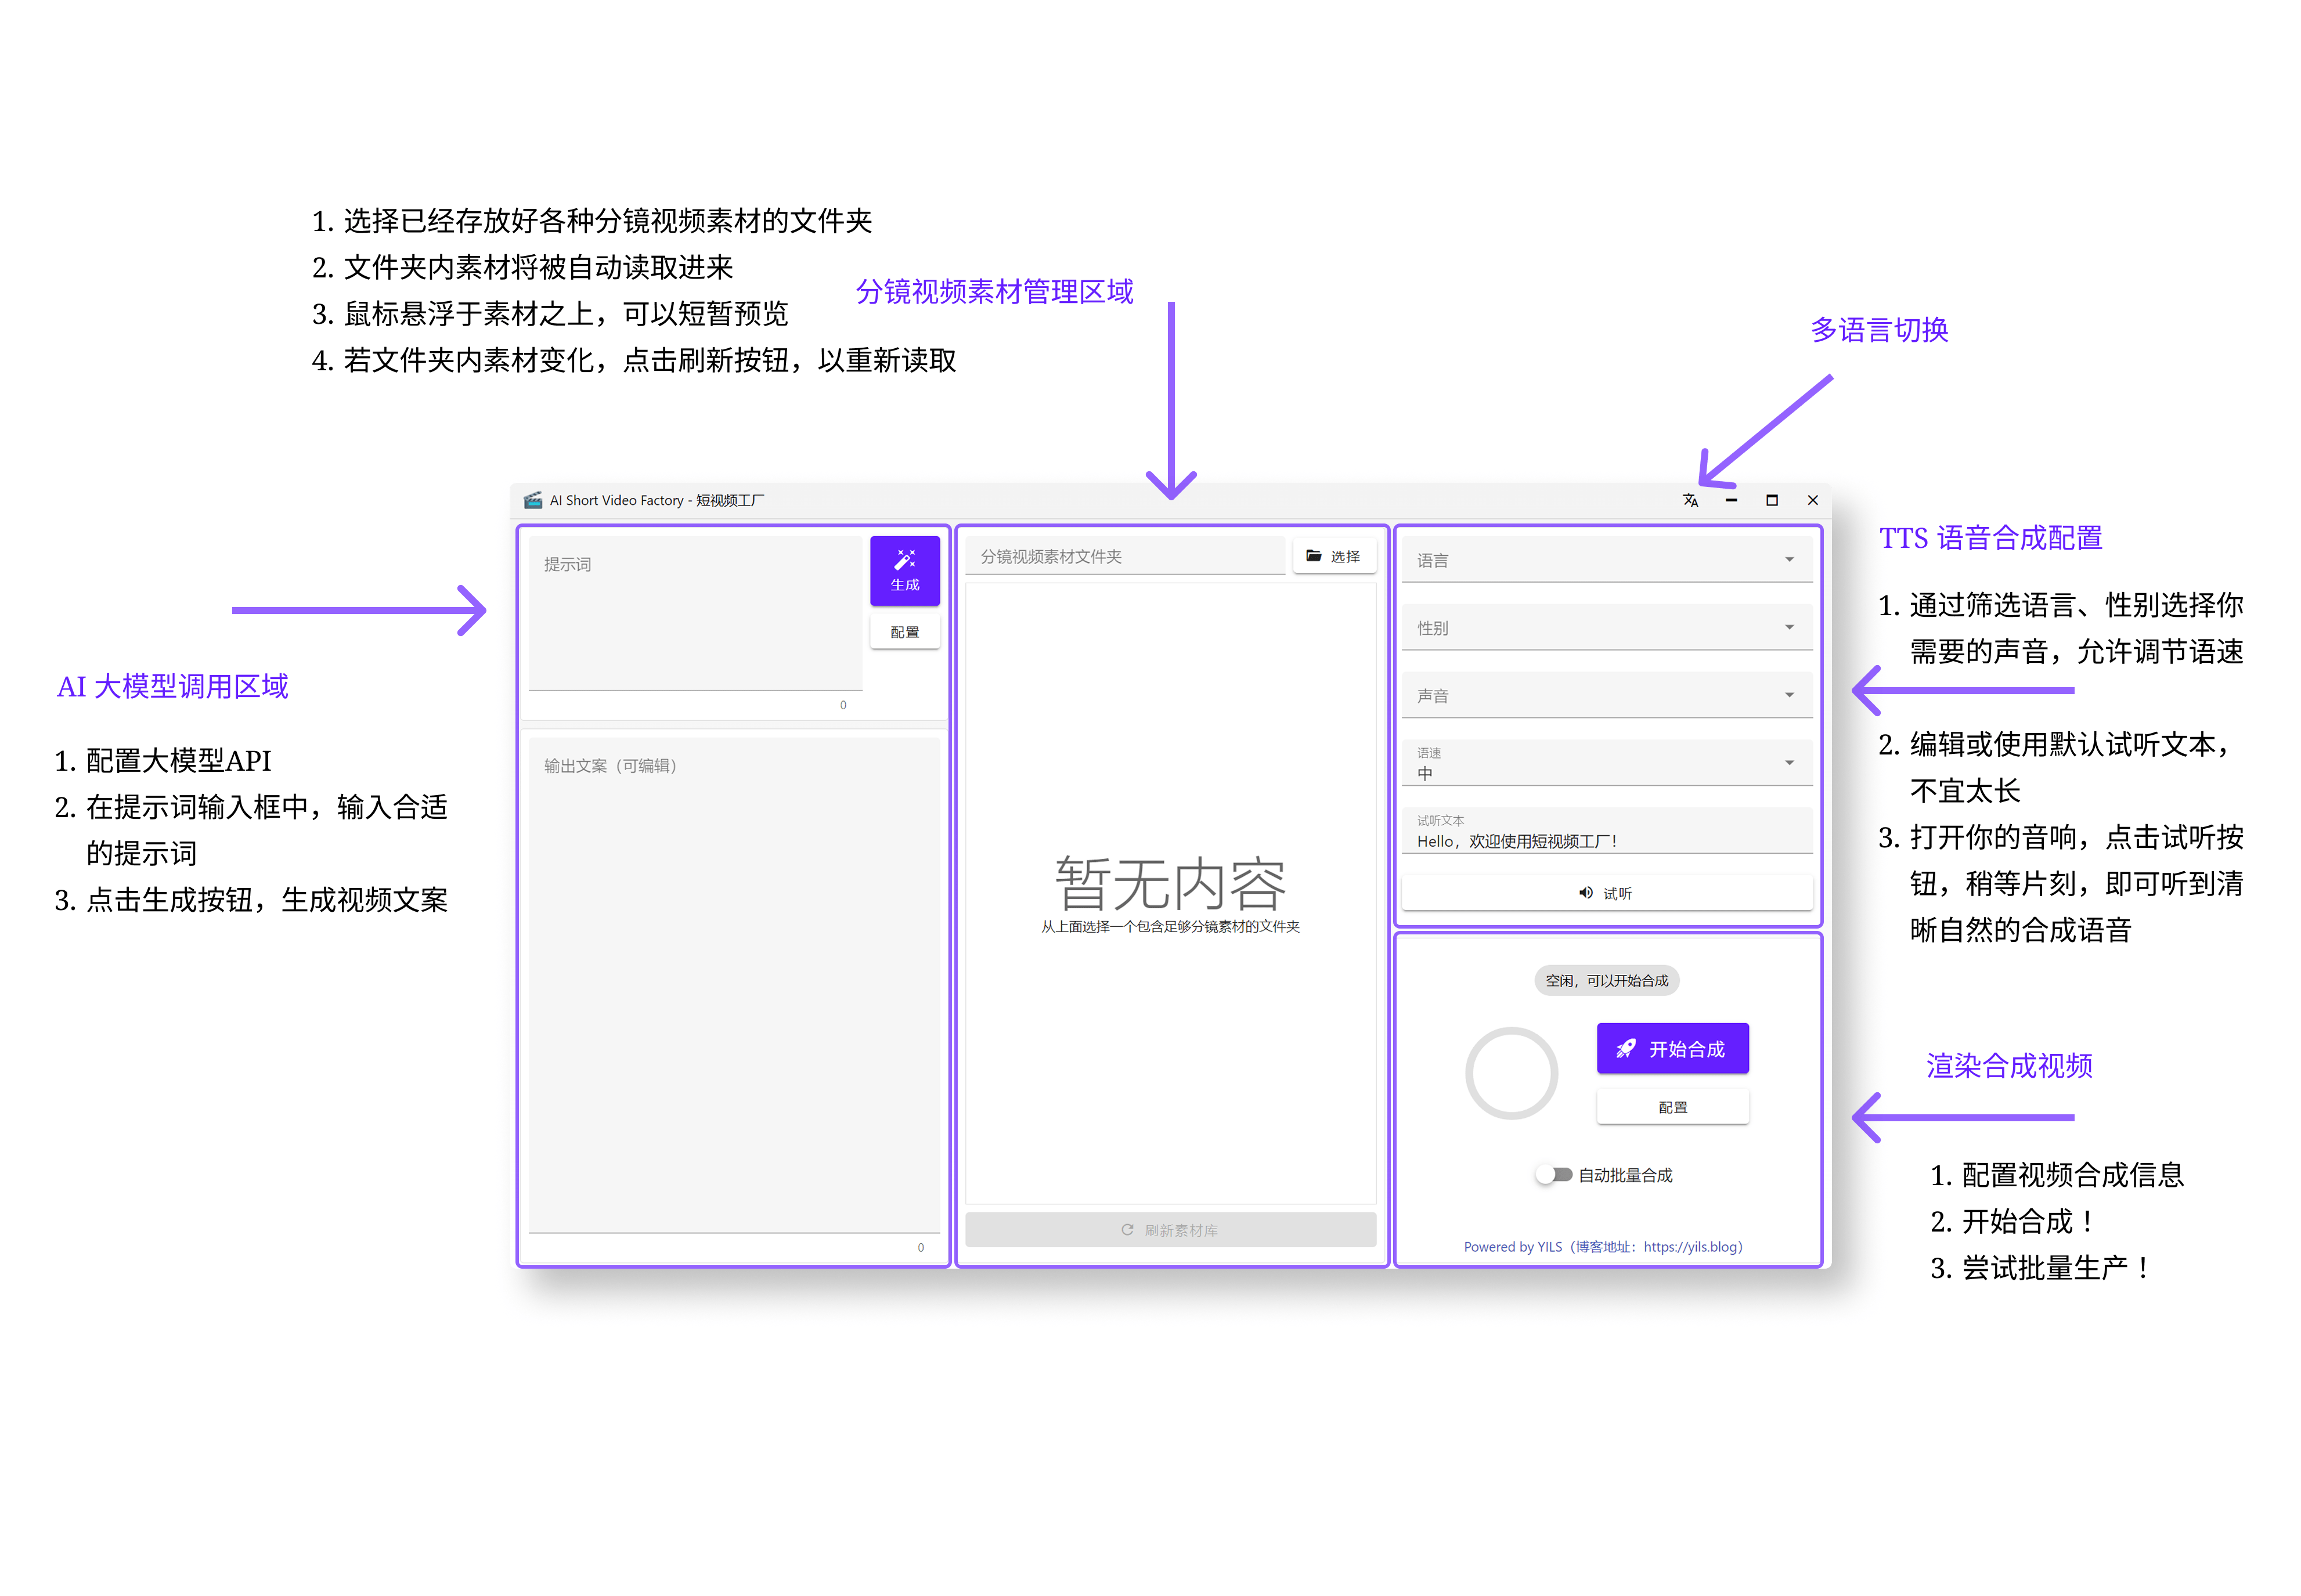 1. 选择已经存放好各种分镜视频素材的文件夹
2. 文件夹内素材将被自动读取进来
3. 鼠标悬浮于素材之上，可以短暂预览
4. 若文件夹内素材变化，点击刷新按钮，以重新读取
分镜视频素材管理区域
多语言切换
AI 大模型调用区域
1. 配置大模型API
2. 在提示词输入框中，输入合适
的提示词
3. 点击生成按钮，生成视频文案
AI Short Video Factory - 短视频工厂
提示词
生成
配置
0
输出文案（可编辑）
0
分镜视频素材文件夹
选择
暂无内容
从上面选择一个包含足够分镜素材的文件夹
刷新素材库
语言
性别
声音
语速
中
试听文本
Hello，欢迎使用短视频工厂！
试听
空闲，可以开始合成
开始合成
配置
自动批量合成
Powered by YILS（博客地址：https://yils.blog）
TTS 语音合成配置
1. 通过筛选语言、性别选择你
需要的声音，允许调节语速
2. 编辑或使用默认试听文本，
不宜太长
3. 打开你的音响，点击试听按
钮，稍等片刻，即可听到清
晰自然的合成语音
渲染合成视频
1. 配置视频合成信息
2. 开始合成！
3. 尝试批量生产！